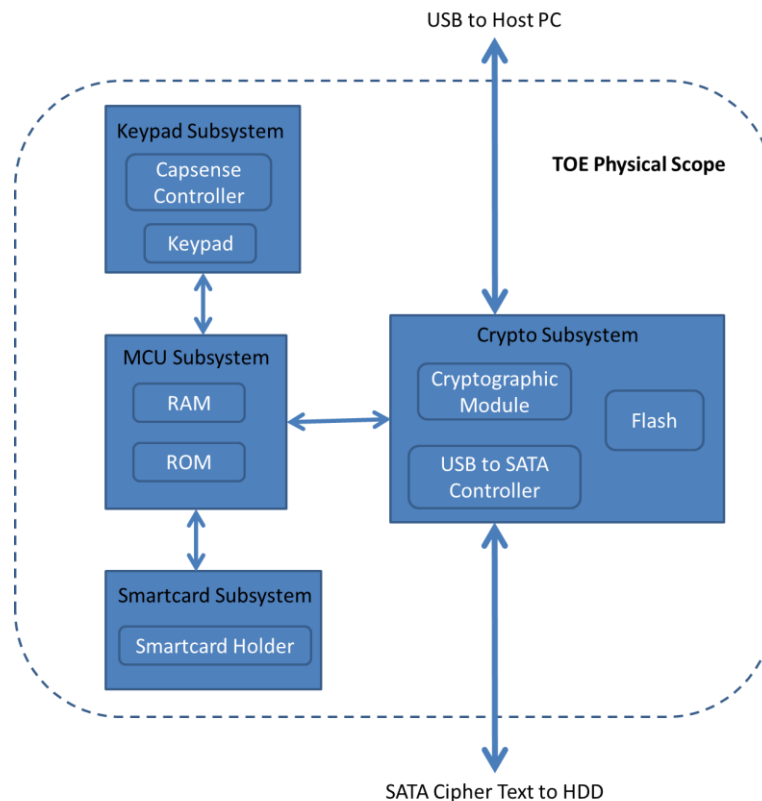 USB to Host PC
Keypad Subsystem
Capsense
Controller
Keypad
TOE Physical Scope
MCU Subsystem
RAM
ROM
Crypto Subsystem
Cryptographic
Module
Flash
USB to SATA
Controller
Smartcard Subsystem
Smartcard Holder
SATA Cipher Text to HDD